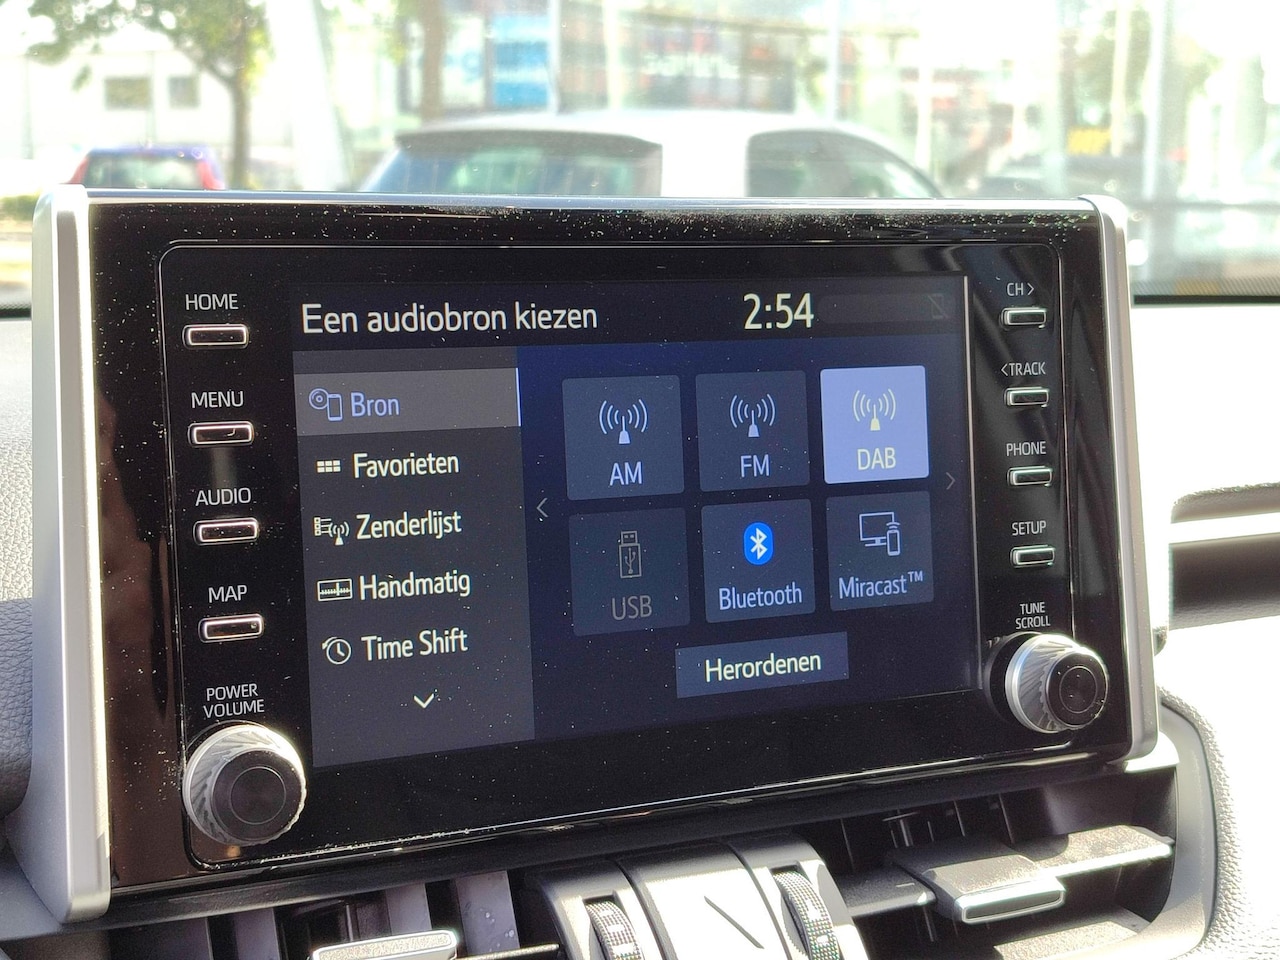 HOME
MENU
AUDIO
MAP
POWER
VOLUME
Een audiobron kiezen
2:54
Bron
Favorieten
Zenderlijst
Handmatig
Time Shift
AM
FM
DAB
USB
Bluetooth
Miracast™
Herordenen
CH>
<TRACK
PHONE
SETUP
TUNE
SCROLL